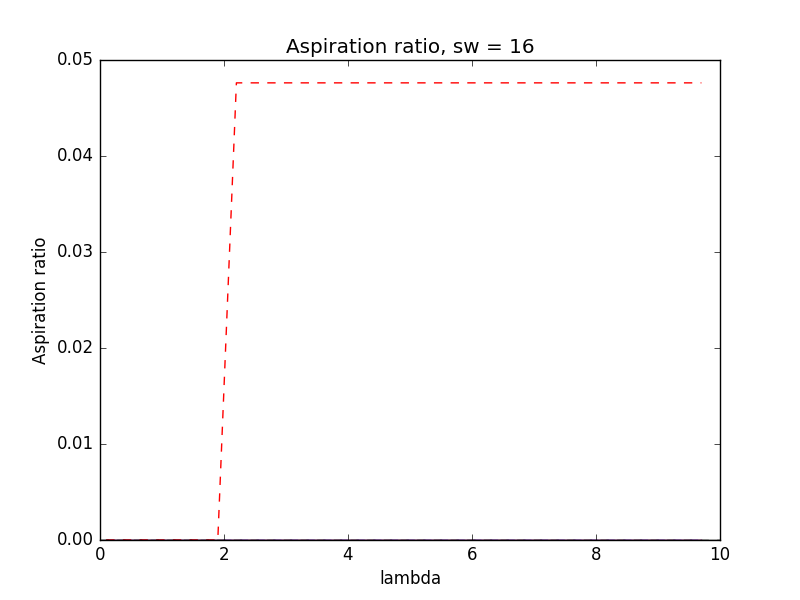 Aspiration ratio, sw = 16
0.05
0.04
0.03
0.02
0.01
0.00
Aspiration ratio
0 2 4 6 8 10
lambda